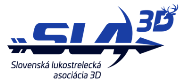 SLA 3D
Slovenská lukostrelecká
asociácia 3D